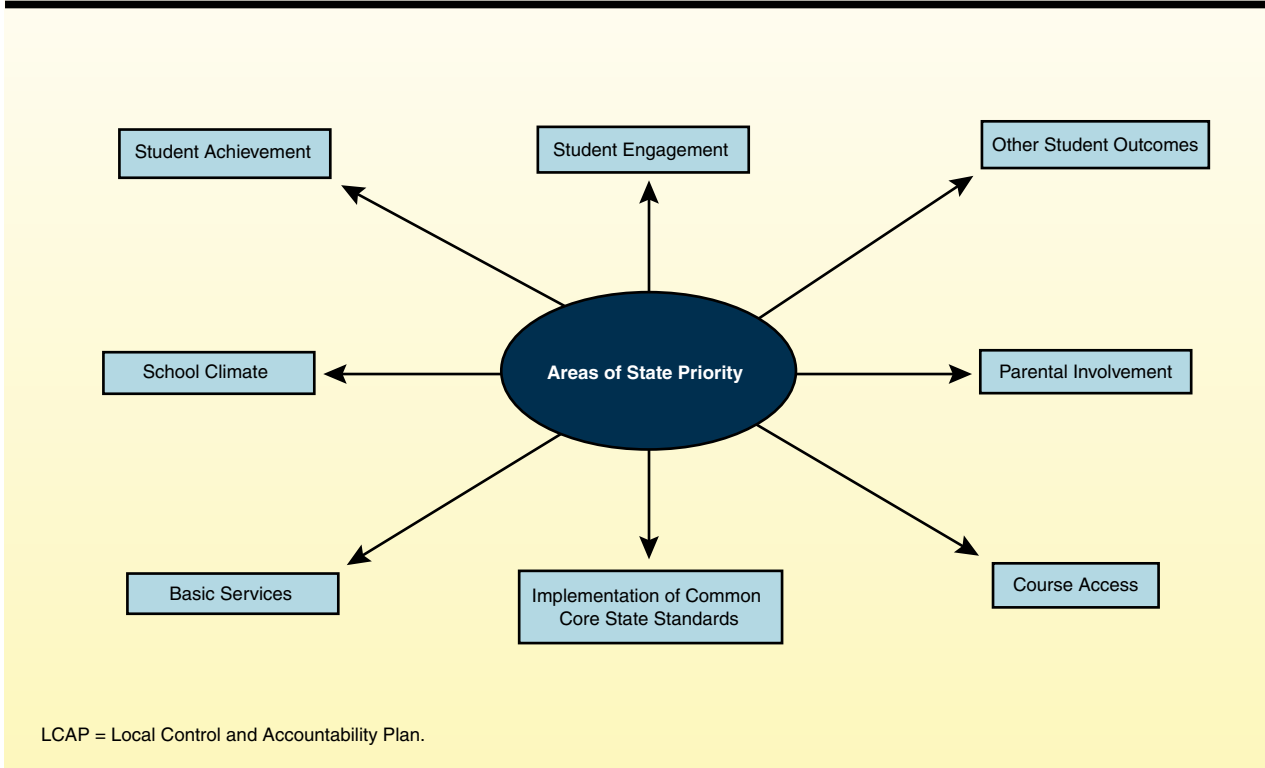 Student Achievement
Student Engagement
Other Student Outcomes
School Climate
Areas of State Priority
Parental Involvement
Basic Services
Implementation of Common
Core State Standards
Course Access
LCAP = Local Control and Accountability Plan.